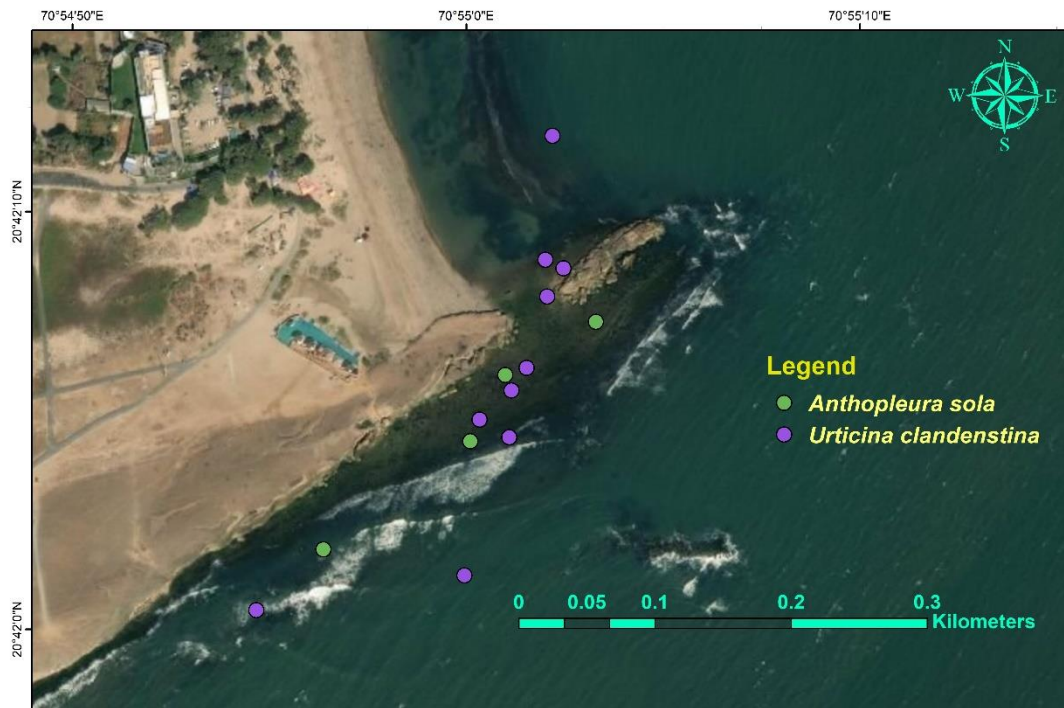 70°54'50"E 70°55'0"E 70°55'10"E
N
W E
S
20°42'10"N
Legend
Anthopleura sola
Urticina clandenstina
20°42'0"N
0 0.05 0.1 0.2 0.3
Kilometers